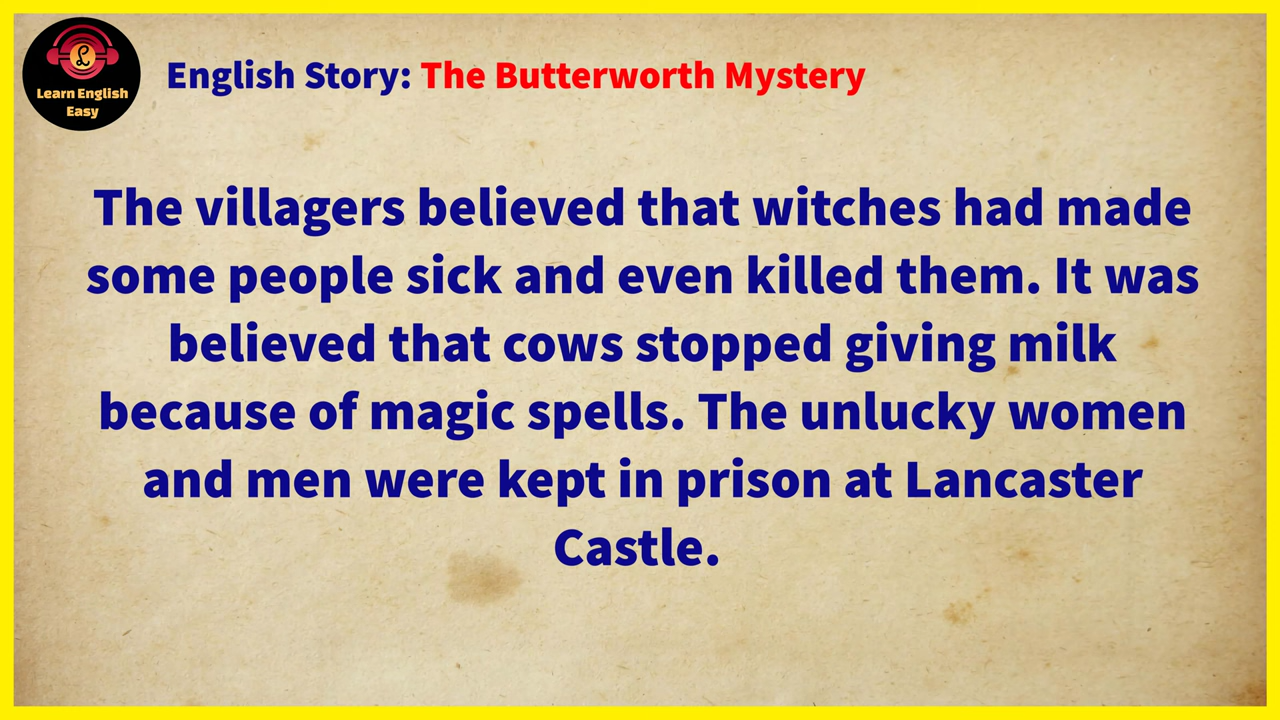 Learn English
Easy
English Story: The Butterworth Mystery
The villagers believed that witches had made
some people sick and even killed them. It was
believed that cows stopped giving milk
because of magic spells. The unlucky women
and men were kept in prison at Lancaster
Castle.